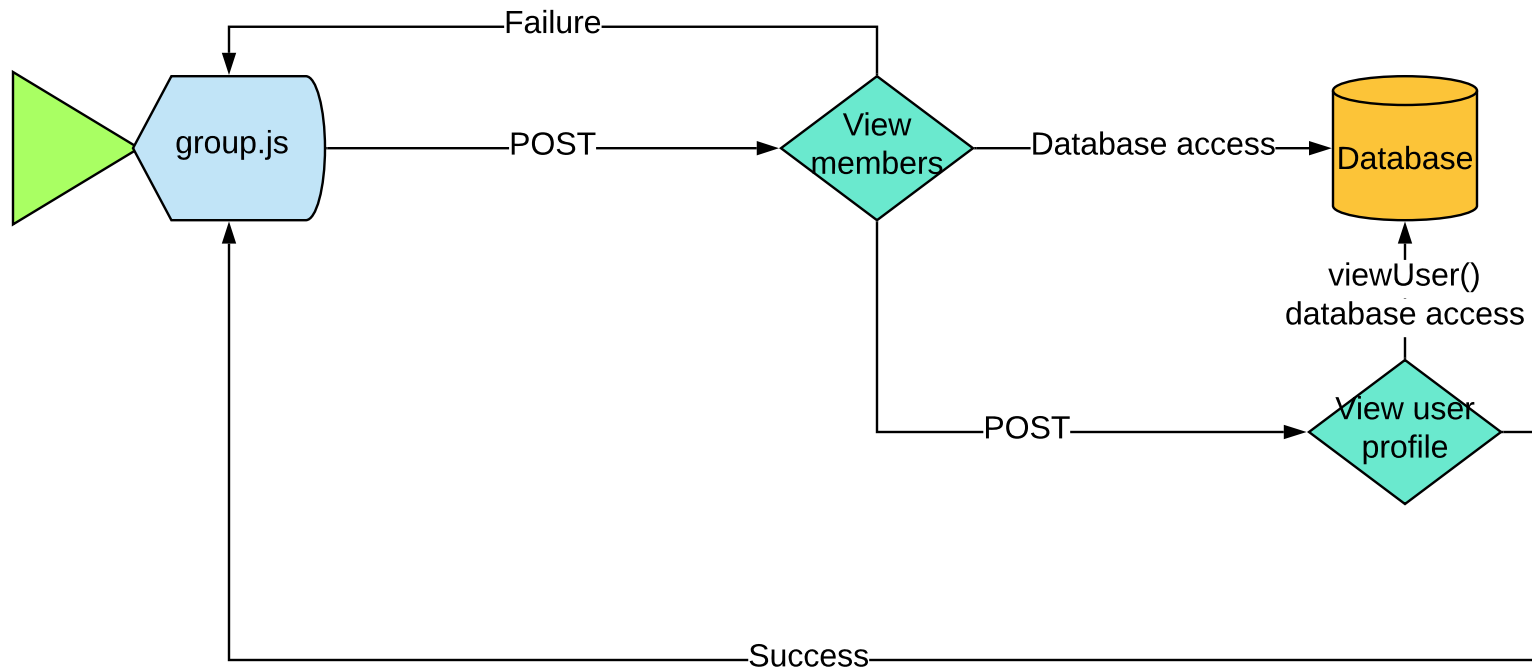 Failure
group.js
POST
View
members
Database access
Database
viewUser()
database access
POST
View user
profile
Success